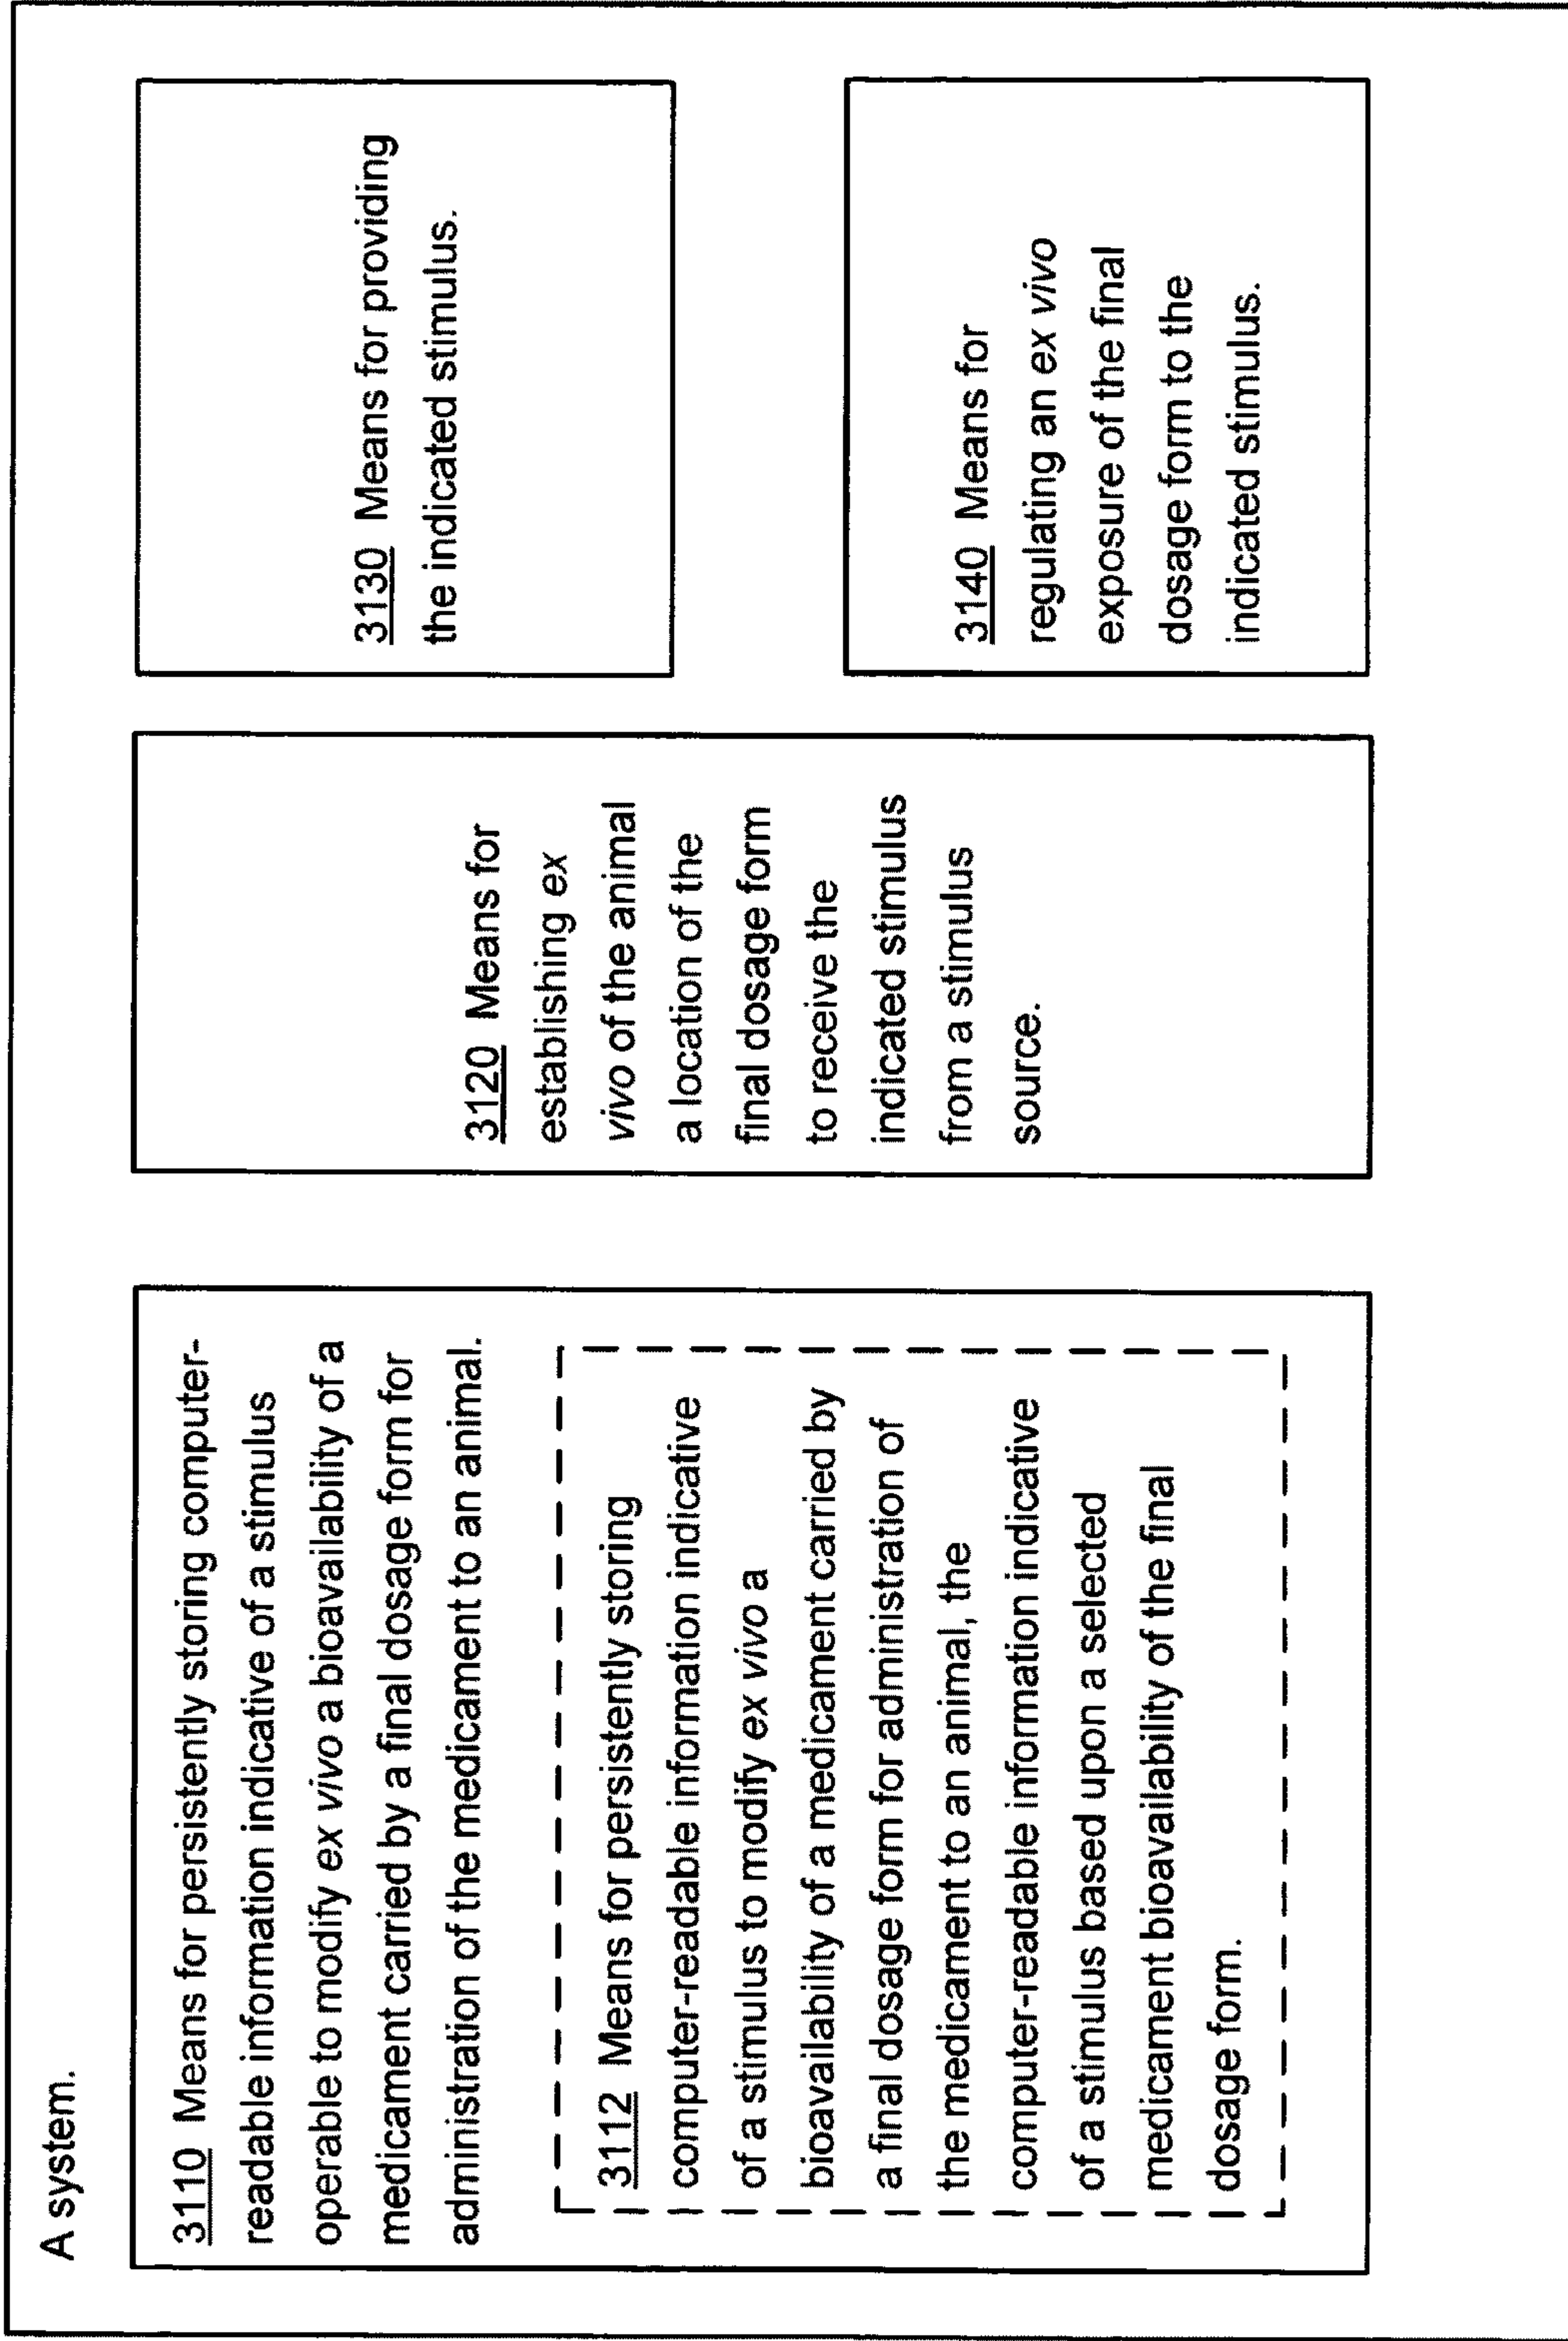 A system.
3110 Means for persistently storing computer-
readable information indicative of a stimulus
operable to modify ex vivo a bioavailability of a
medicament carried by a final dosage form for
administration of the medicament to an animal.
3112 Means for persistently storing
computer-readable information indicative
of a stimulus to modify ex vivo a
bioavailability of a medicament carried by
a final dosage form for administration of
the medicament to an animal, the
computer-readable information indicative
of a stimulus based upon a selected
medicament bioavailability of the final
dosage form.
3120 Means for
establishing ex
vivo of the animal
a location of the
final dosage form
to receive the
indicated stimulus
from a stimulus
source.
3130 Means for providing
the indicated stimulus.
3140 Means for
regulating an ex vivo
exposure of the final
dosage form to the
indicated stimulus.